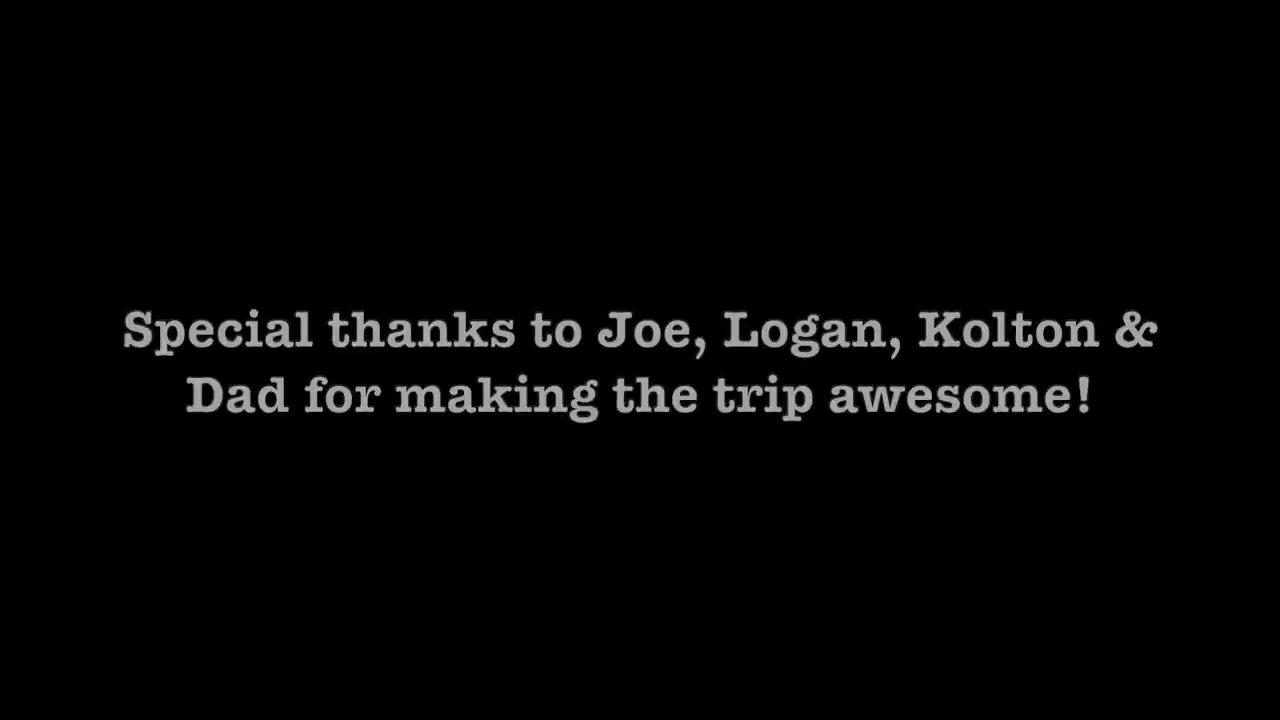 Special thanks to Joe, Logan, Kolton &
Dad for making the trip awesome!